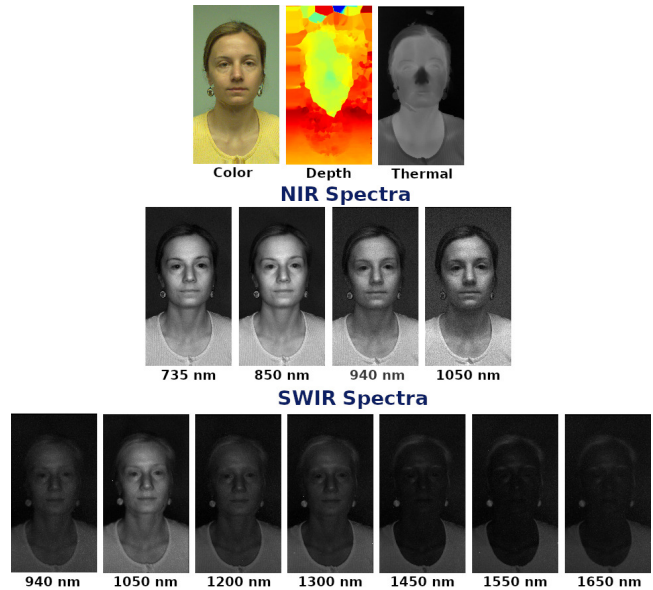 Color Depth Thermal
NIR Spectra
735 nm 850 nm 940 nm 1050 nm
SWIR Spectra
940 nm 1050 nm 1200 nm 1300 nm 1450 nm 1550 nm 1650 nm